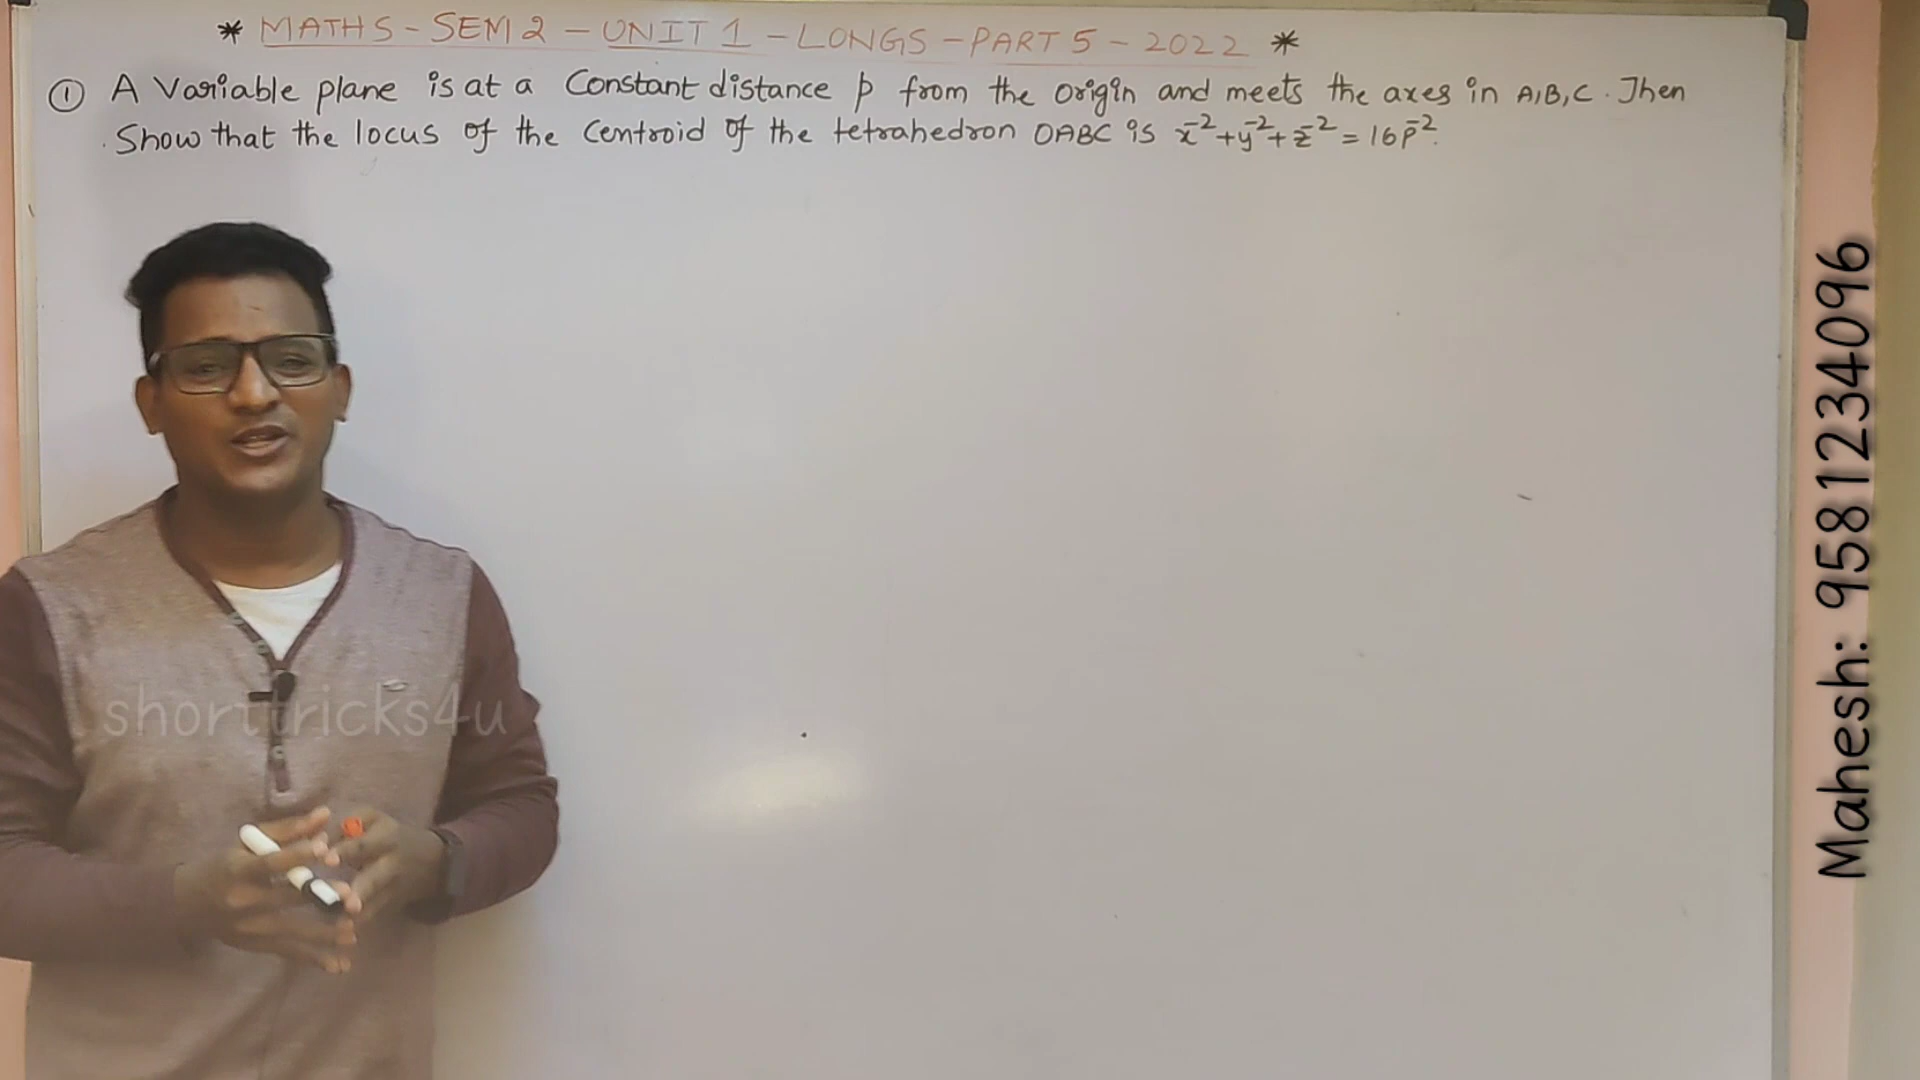 * MATHS - SEM 2 - UNIT 1 - LONGS - PART 5 - 2022 *
① A Variable plane is at a Constant distance p from the origin and meets the axes in A,B,C. Then
Show that the locus of the Centroid of the tetrahedron OABC is x⁻²+y⁻²+z⁻² = 16p⁻².
shorttricks4u
Mahesh: 9581234096